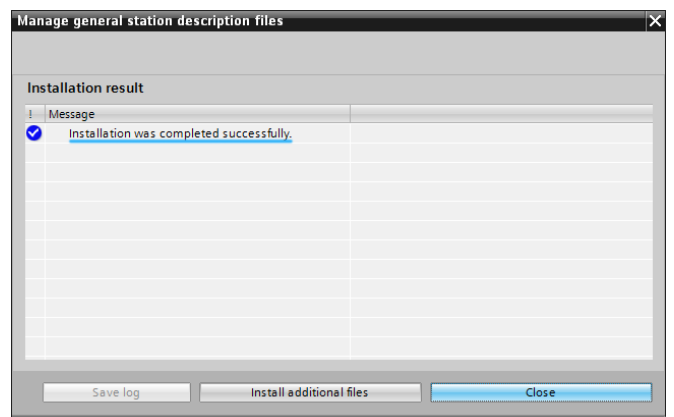 Manage general station description files
Installation result
! Message
Installation was completed successfully.
Save log Install additional files Close